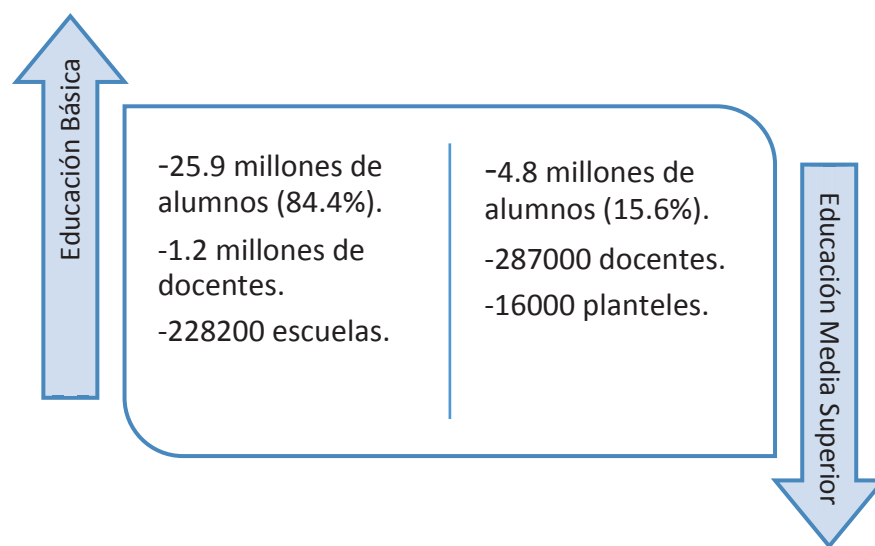 Educación Básica
-25.9 millones de
alumnos (84.4%).
-1.2 millones de
docentes.
-228200 escuelas.
-4.8 millones de
alumnos (15.6%).
-287000 docentes.
-16000 planteles.
Educación Media Superior